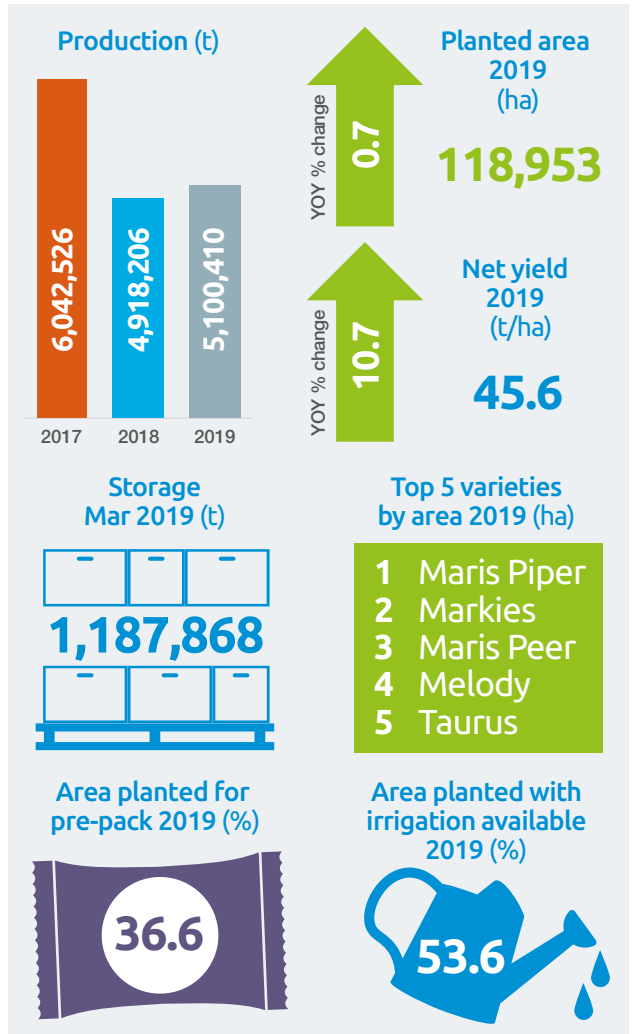 Production (t)
6,042,526
4,918,206
5,100,410
2017
2018
2019
YOY % change
0.7
Planted area
2019
(ha)
118,953
YOY % change
10.7
Net yield
2019
(t/ha)
45.6
Storage
Mar 2019 (t)
1,187,868
Top 5 varieties
by area 2019 (ha)
1 Maris Piper
2 Markies
3 Maris Peer
4 Melody
5 Taurus
Area planted for
pre-pack 2019 (%)
36.6
Area planted with
irrigation available
2019 (%)
53.6